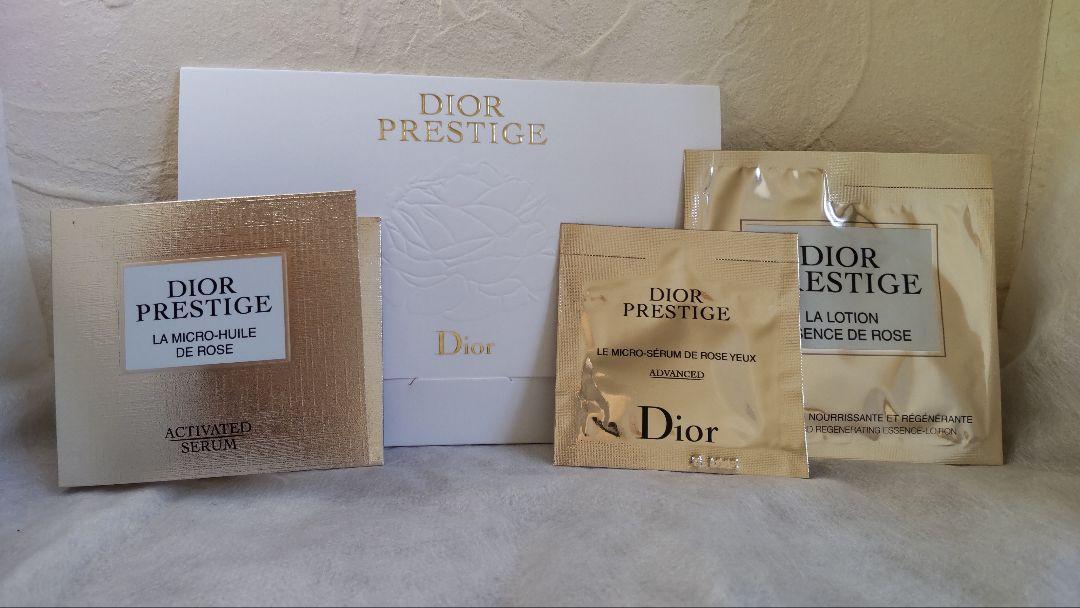 DIOR
PRESTIGE
Dior
DIOR
PRESTIGE
LA MICRO-HUILE
DE ROSE
ACTIVATED
SERUM
DIOR
PRESTIGE
LE MICRO-SÉRUM DE ROSE YEUX
ADVANCED
Dior
DIOR
ESTIGE
LA LOTION
SENCE DE ROSE
NOURRISSANTE ET RÉGÉNÉRANTE
D REGENERATING ESSENCE-LOTION